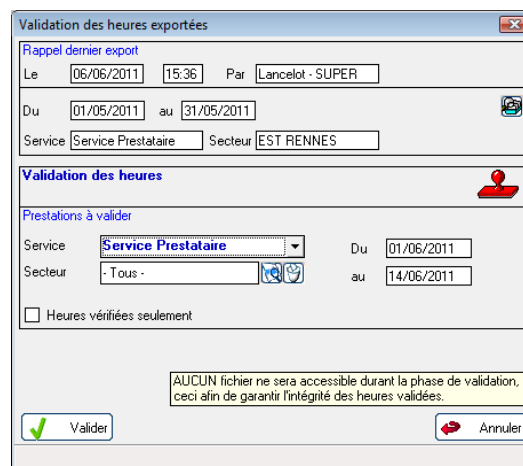 Validation des heures exportées
Rappel dernier export
Le 06/06/2011 15:36 Par Lancelot - SUPER
Du 01/05/2011 au 31/05/2011
Service Service Prestataire Secteur EST RENNES
Validation des heures
Prestations à valider
Service Service Prestataire Du 01/06/2011
Secteur - Tous - au 14/06/2011
Heures vérifiées seulement
AUCUN fichier ne sera accessible durant la phase de validation,
ceci afin de garantir l'intégrité des heures validées.
Valider Annuler